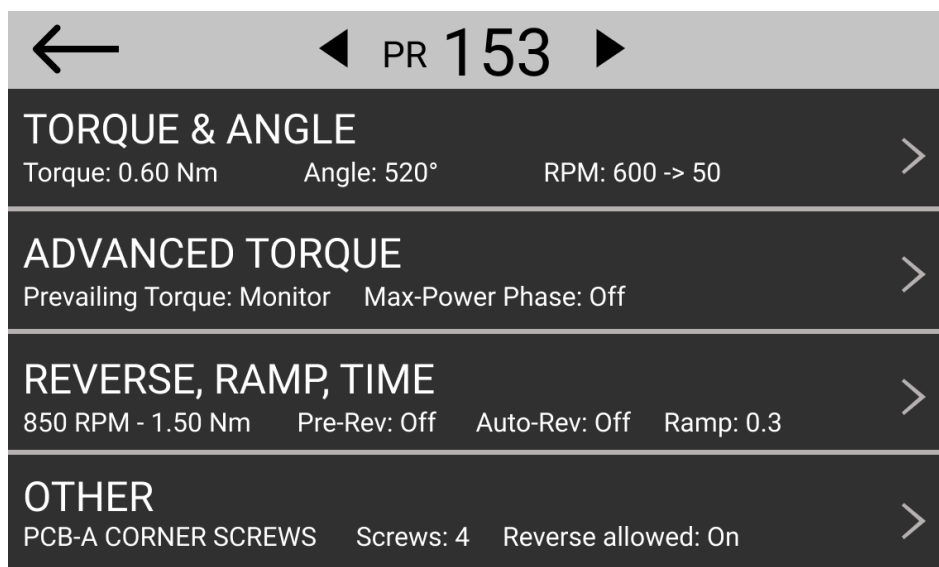 PR 153
TORQUE & ANGLE
Torque: 0.60 Nm Angle: 520° RPM: 600 -> 50
ADVANCED TORQUE
Prevailing Torque: Monitor Max-Power Phase: Off
REVERSE, RAMP, TIME
850 RPM - 1.50 Nm Pre-Rev: Off Auto-Rev: Off Ramp: 0.3
OTHER
PCB-A CORNER SCREWS Screws: 4 Reverse allowed: On